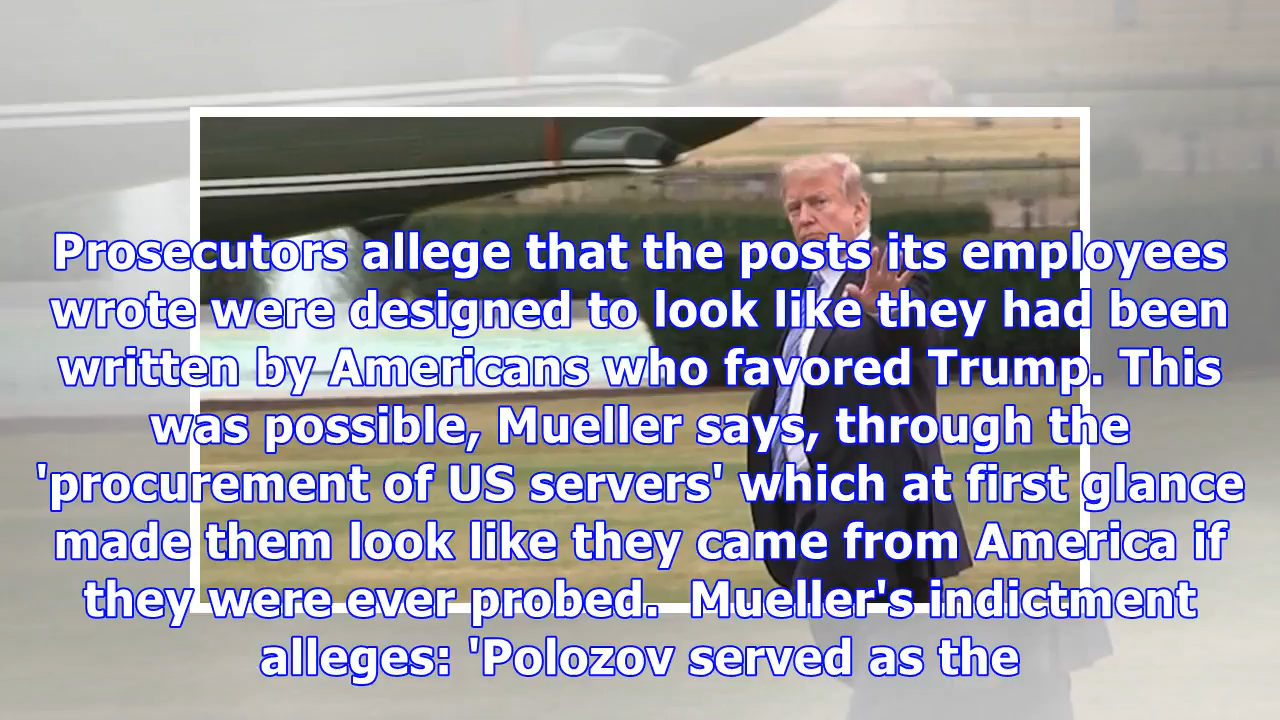 Prosecutors allege that the posts its employees
wrote were designed to look like they had been
written by Americans who favored Trump. This
was possible, Mueller says, through the
'procurement of US servers' which at first glance
made them look like they came from America if
they were ever probed.  Mueller's indictment
alleges: 'Polozov served as the